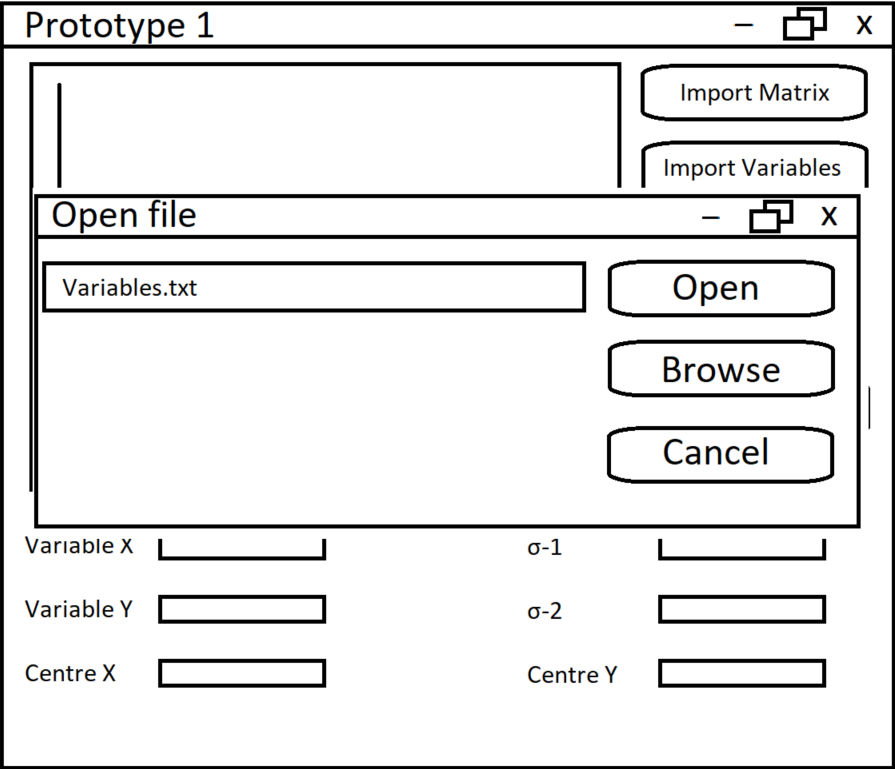 Prototype 1
Import Matrix
Import Variables
Open file
Variables.txt
Open
Browse
Cancel
Variable X
σ-1
Variable Y
σ-2
Centre X
Centre Y